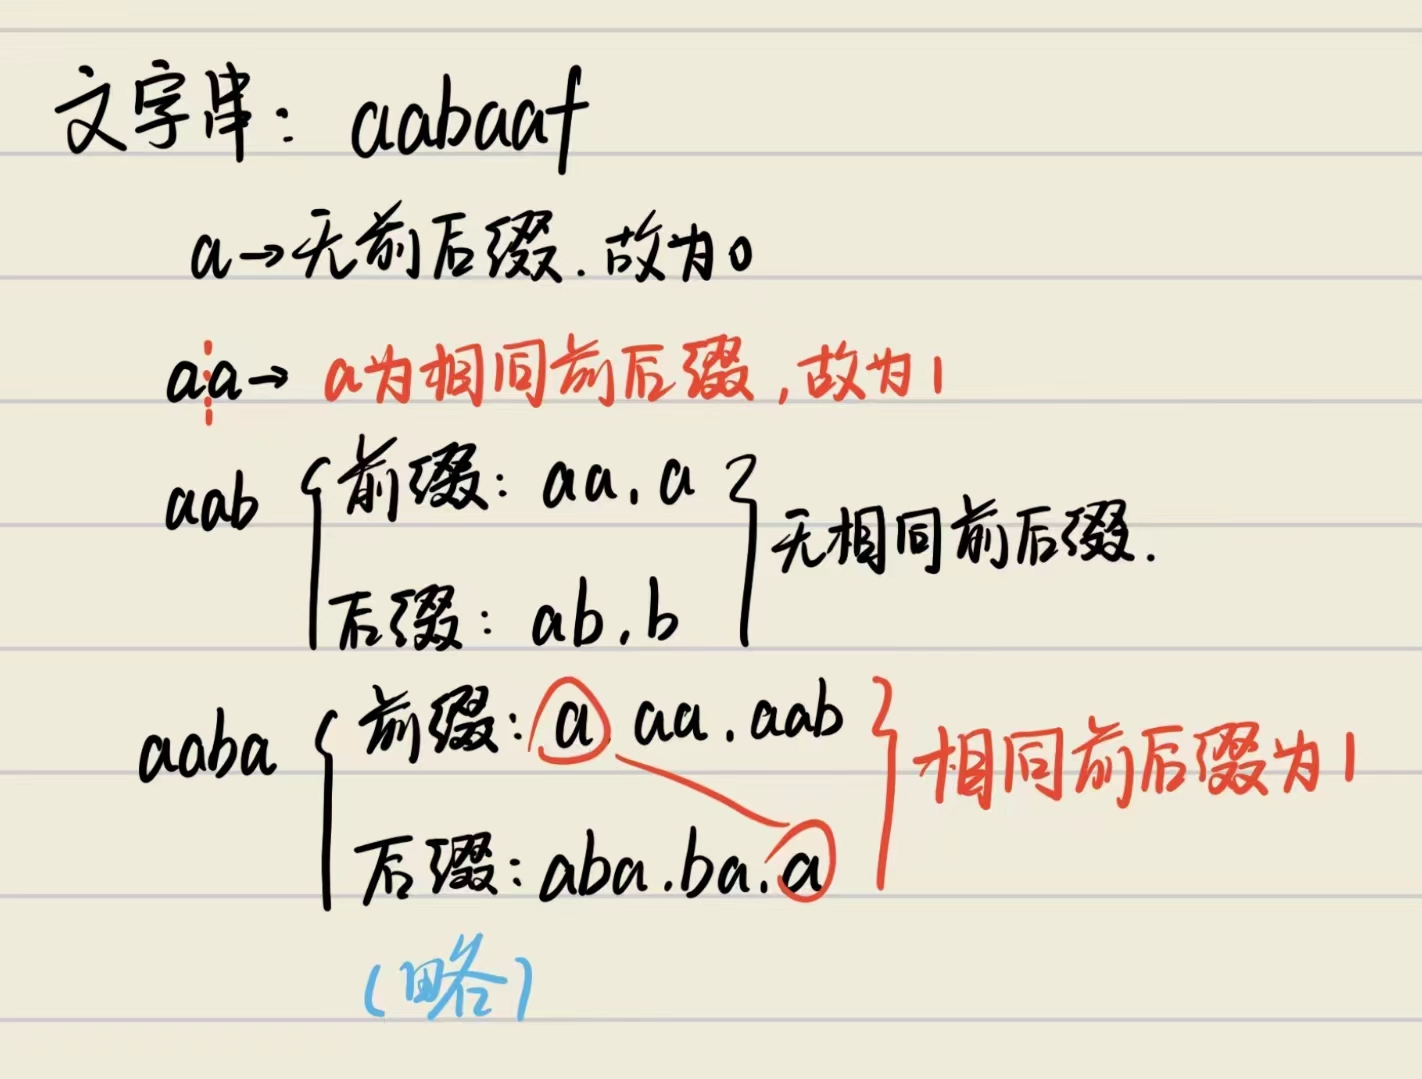 文字串：aabaaf
a→无前后缀.故为0
aa→ a为相同前后缀,故为1
aab
前缀：aa,a
后缀：ab,b
无相同前后缀.
aaba
前缀：a,aa,aab
后缀：aba,ba,a
相同前后缀为1
(略)